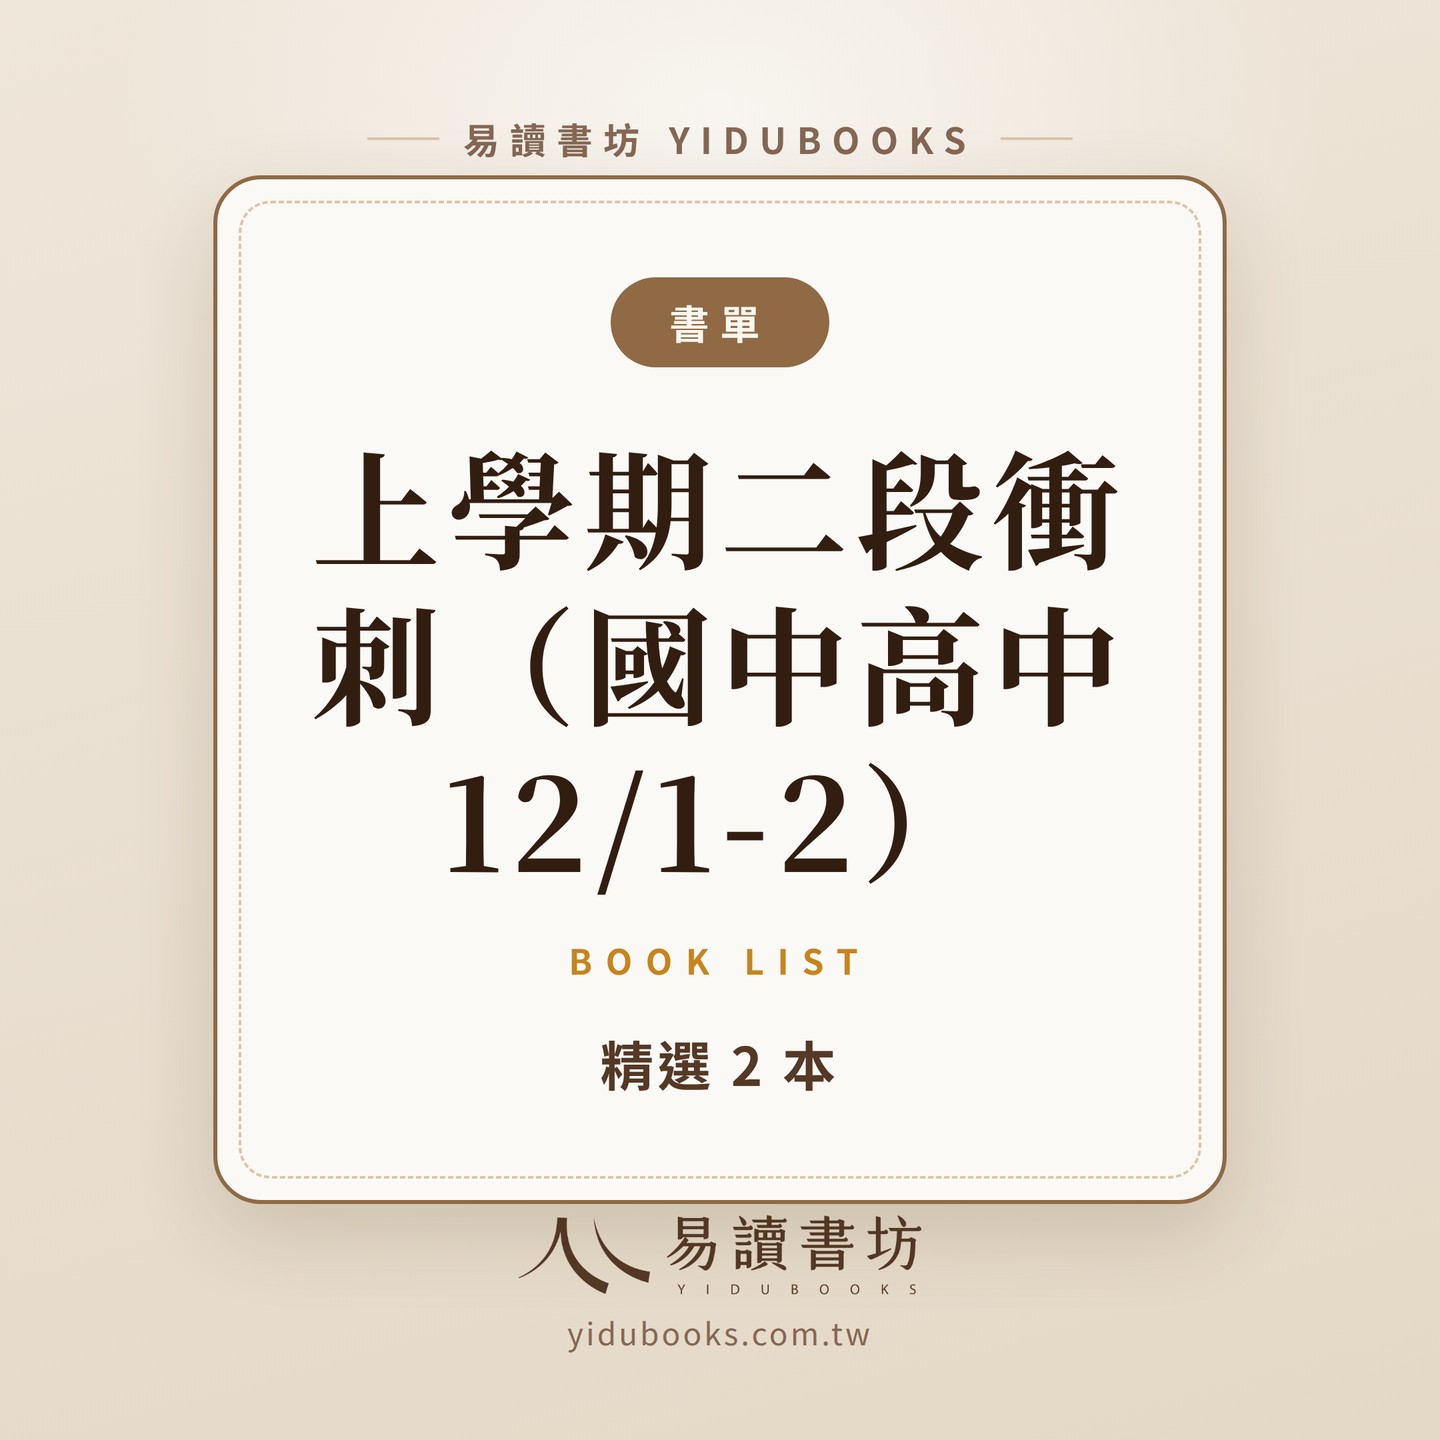 易讀書坊 YIDUBOOKS
書單
上學期二段衝
刺（國中高中
12/1-2）
BOOK LIST
精選 2 本
易讀書坊
YIDUBOOKS
yidubooks.com.tw